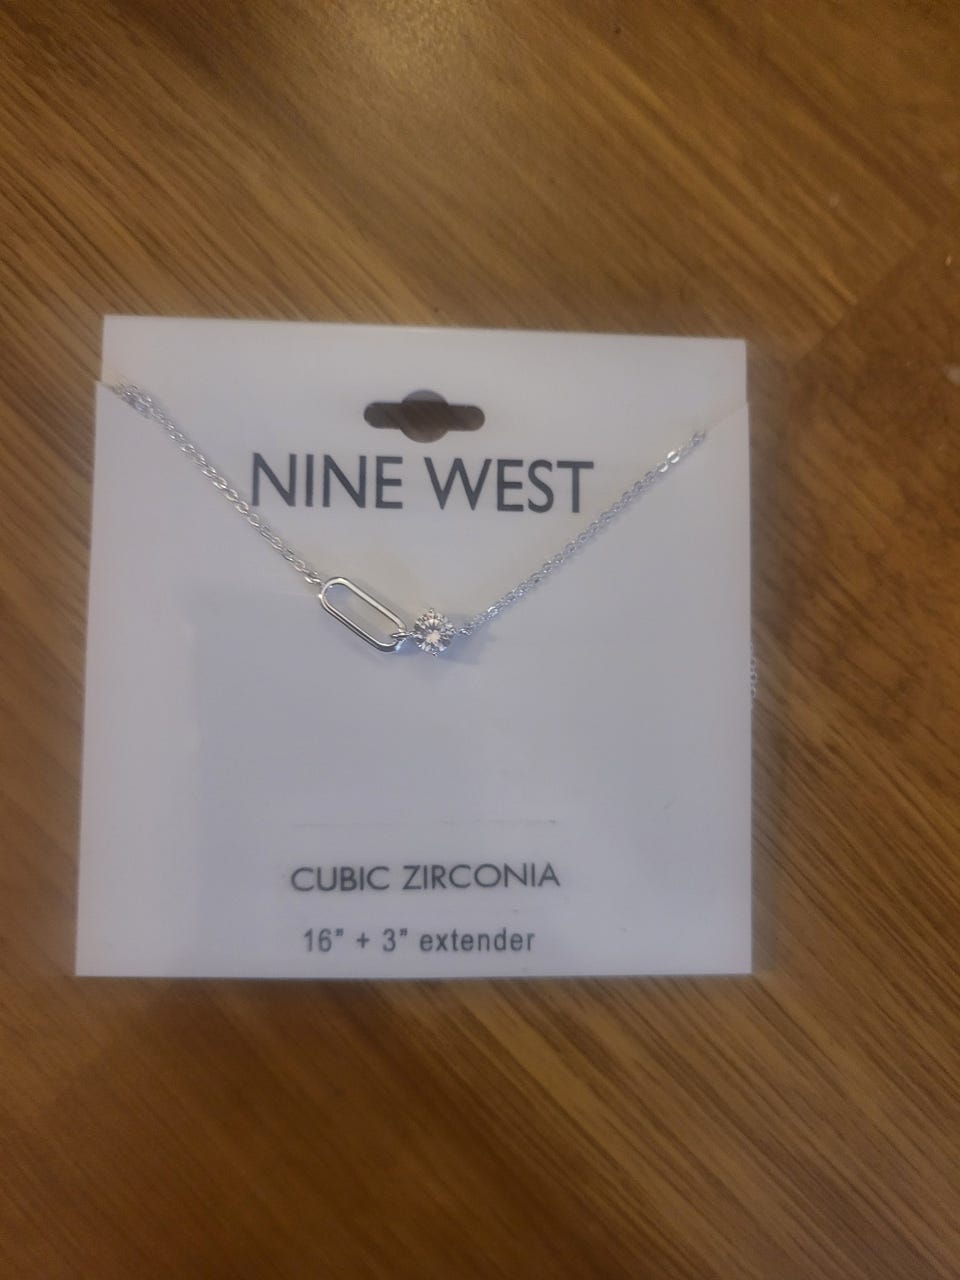 NINE WEST
CUBIC ZIRCONIA
16" + 3" extender